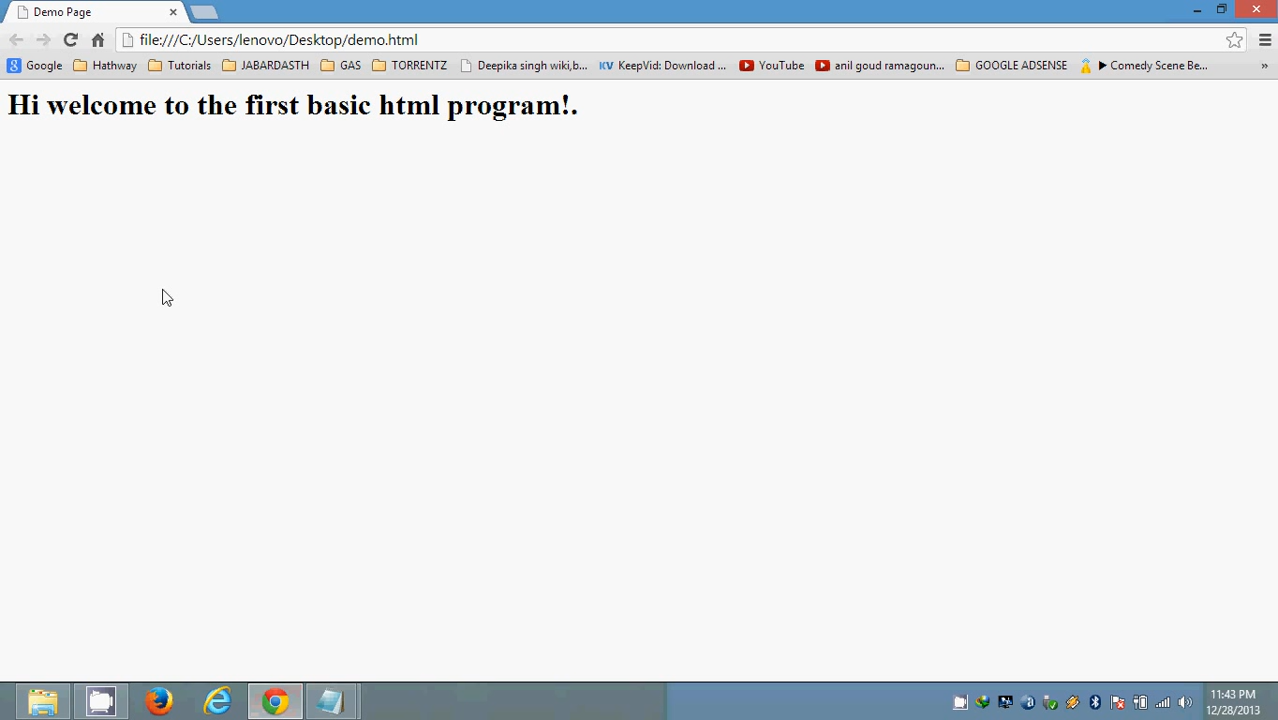 Demo Page
file:///C:/Users/lenovo/Desktop/demo.html
Google Hathway Tutorials JABARDASTH GAS TORRENTZ Deepika singh wiki,b... KV KeepVid: Download ... YouTube anil goud ramagoun... GOOGLE ADSENSE ▶ Comedy Scene Be... »
Hi welcome to the first basic html program!.
11:43 PM
12/28/2013